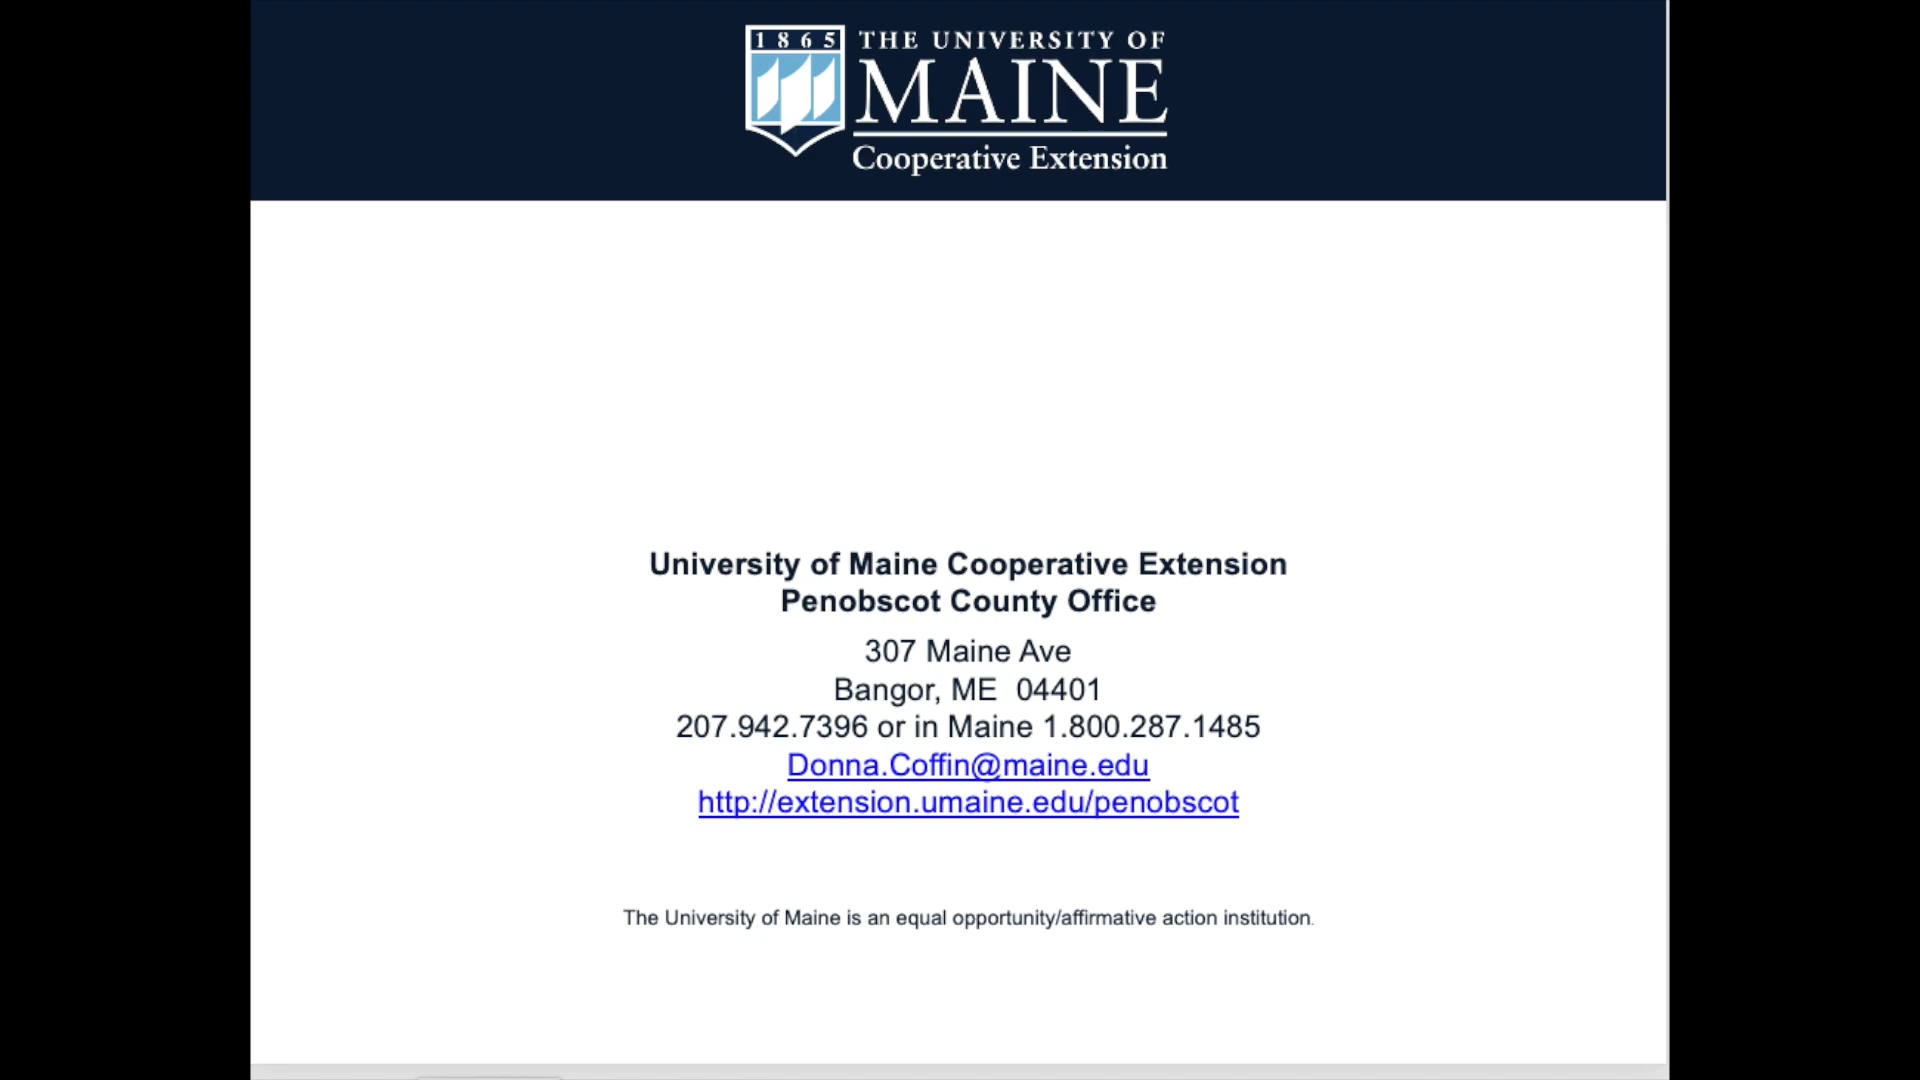 1865
THE UNIVERSITY OF
MAINE
Cooperative Extension
University of Maine Cooperative Extension
Penobscot County Office
307 Maine Ave
Bangor, ME  04401
207.942.7396 or in Maine 1.800.287.1485
Donna.Coffin@maine.edu
http://extension.umaine.edu/penobscot
The University of Maine is an equal opportunity/affirmative action institution.